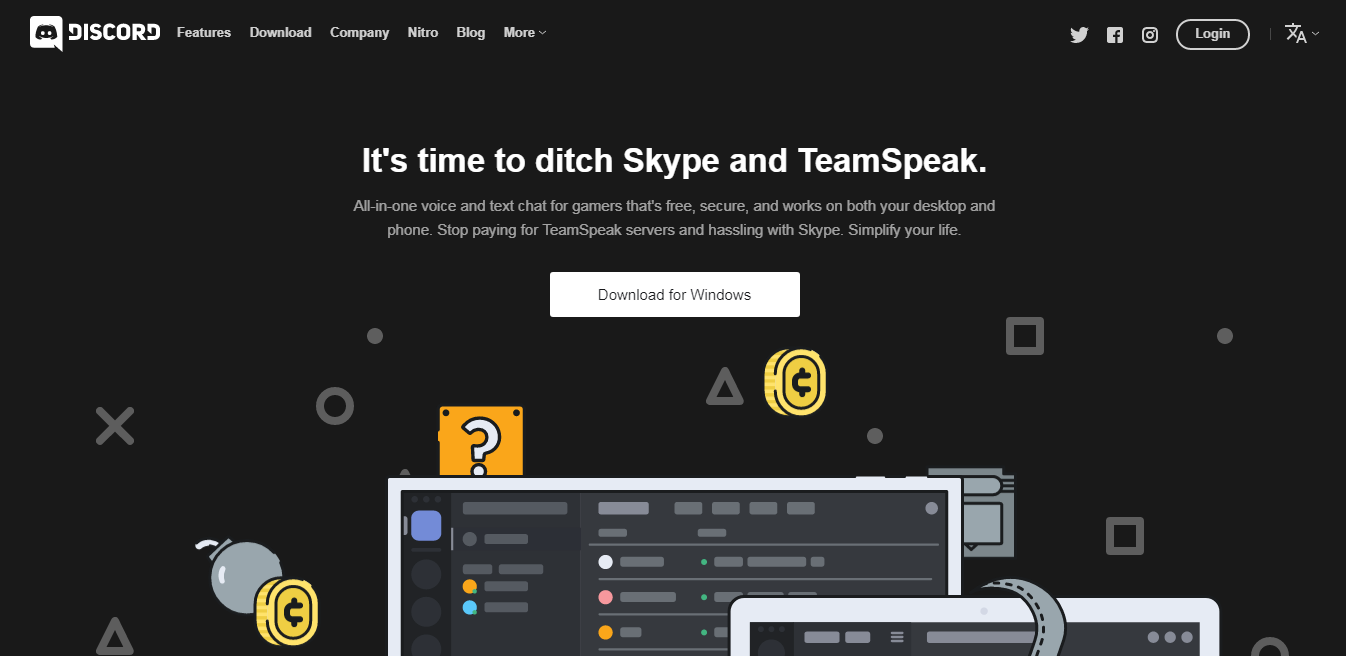 DISCORD Features Download Company Nitro Blog More Login
It's time to ditch Skype and TeamSpeak.
All-in-one voice and text chat for gamers that's free, secure, and works on both your desktop and
phone. Stop paying for TeamSpeak servers and hassling with Skype. Simplify your life.
Download for Windows
?